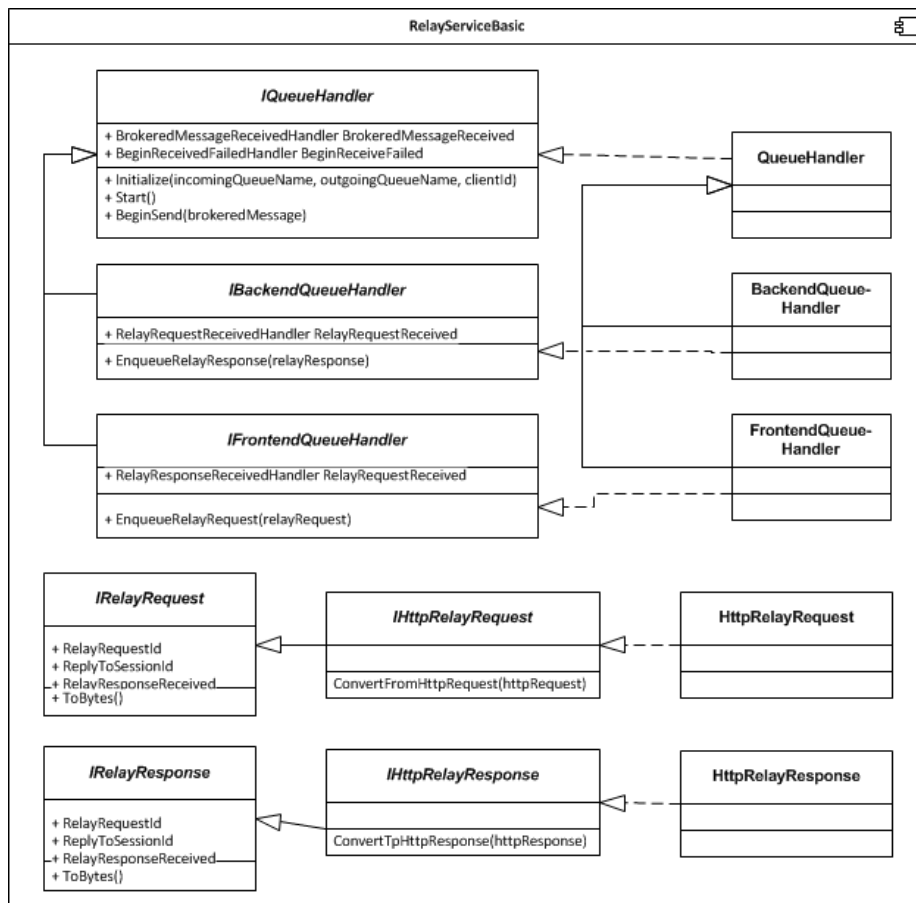 RelayServiceBasic
IQueueHandler
+ BrokeredMessageReceivedHandler BrokeredMessageReceived
+ BeginReceivedFailedHandler BeginReceiveFailed
+ Initialize(incomingQueueName, outgoingQueueName, clientId)
+ Start()
+ BeginSend(brokeredMessage)
QueueHandler
IBackendQueueHandler
+ RelayRequestReceivedHandler RelayRequestReceived
+ EnqueueRelayResponse(relayResponse)
BackendQueue-
Handler
IFrontendQueueHandler
+ RelayResponseReceivedHandler RelayRequestReceived
+ EnqueueRelayRequest(relayRequest)
FrontendQueue-
Handler
IRelayRequest
+ RelayRequestId
+ ReplyToSessionId
+ RelayResponseReceived
+ ToBytes()
IHttpRelayRequest
ConvertFromHttpRequest(httpRequest)
HttpRelayRequest
IRelayResponse
+ RelayRequestId
+ ReplyToSessionId
+ RelayResponseReceived
+ ToBytes()
IHttpRelayResponse
ConvertTpHttpResponse(httpResponse)
HttpRelayResponse